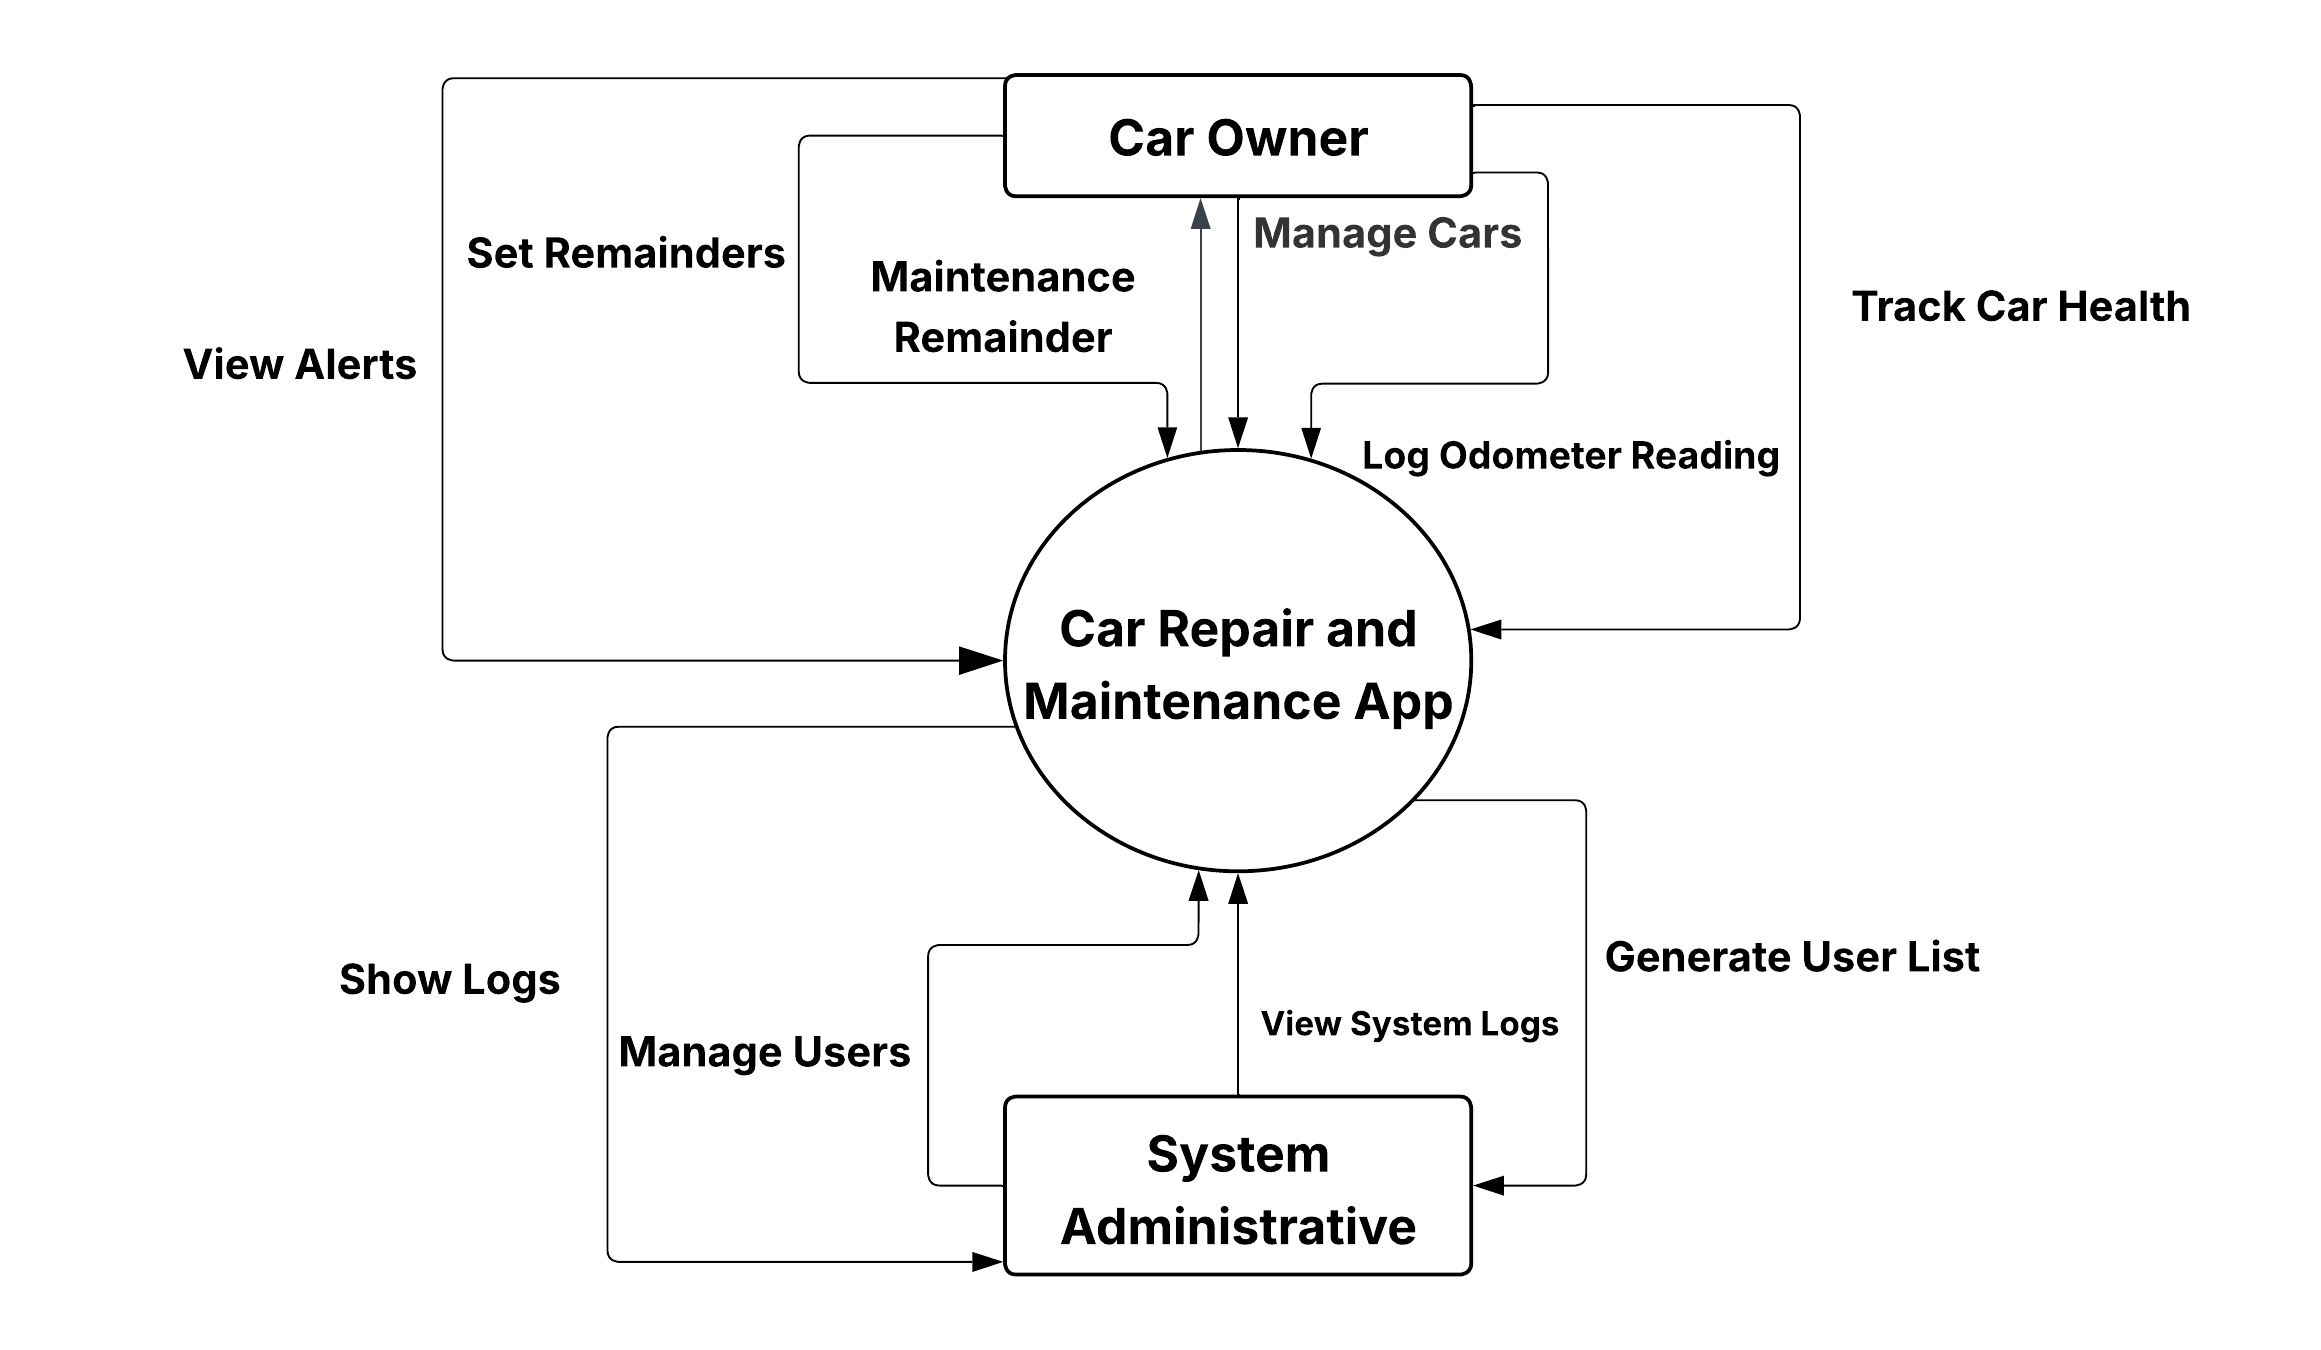 Car Owner
Manage Cars
Set Remainders
Maintenance
Remainder
Track Car Health
View Alerts
Log Odometer Reading
Car Repair and
Maintenance App
Generate User List
Show Logs
View System Logs
Manage Users
System
Administrative